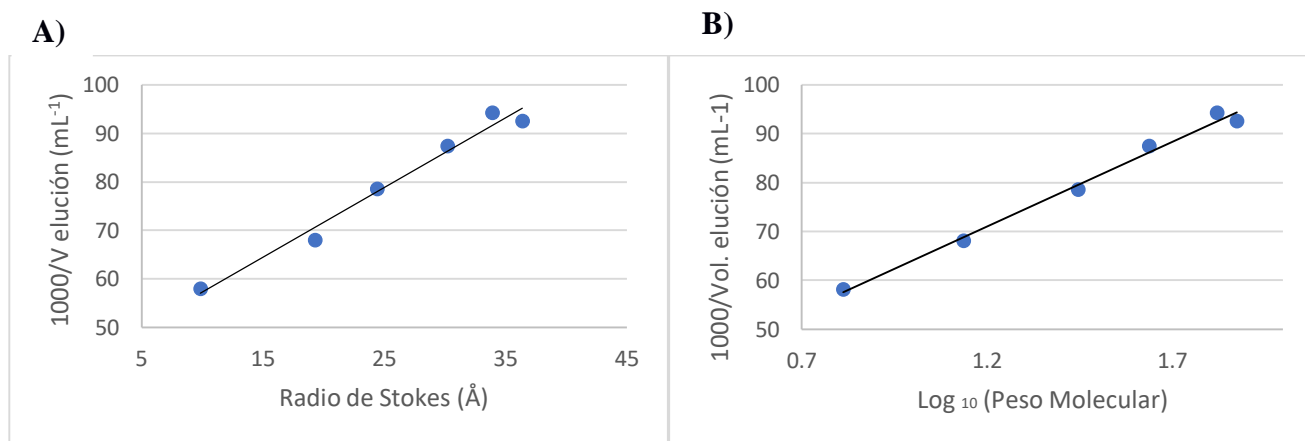 A)
100
90
80
70
60
50
5 15 25 35 45
1000/V elución (mL-1)
Radio de Stokes (Å)
B)
100
90
80
70
60
50
0.7 1.2 1.7
1000/Vol. elución (mL-1)
Log 10 (Peso Molecular)